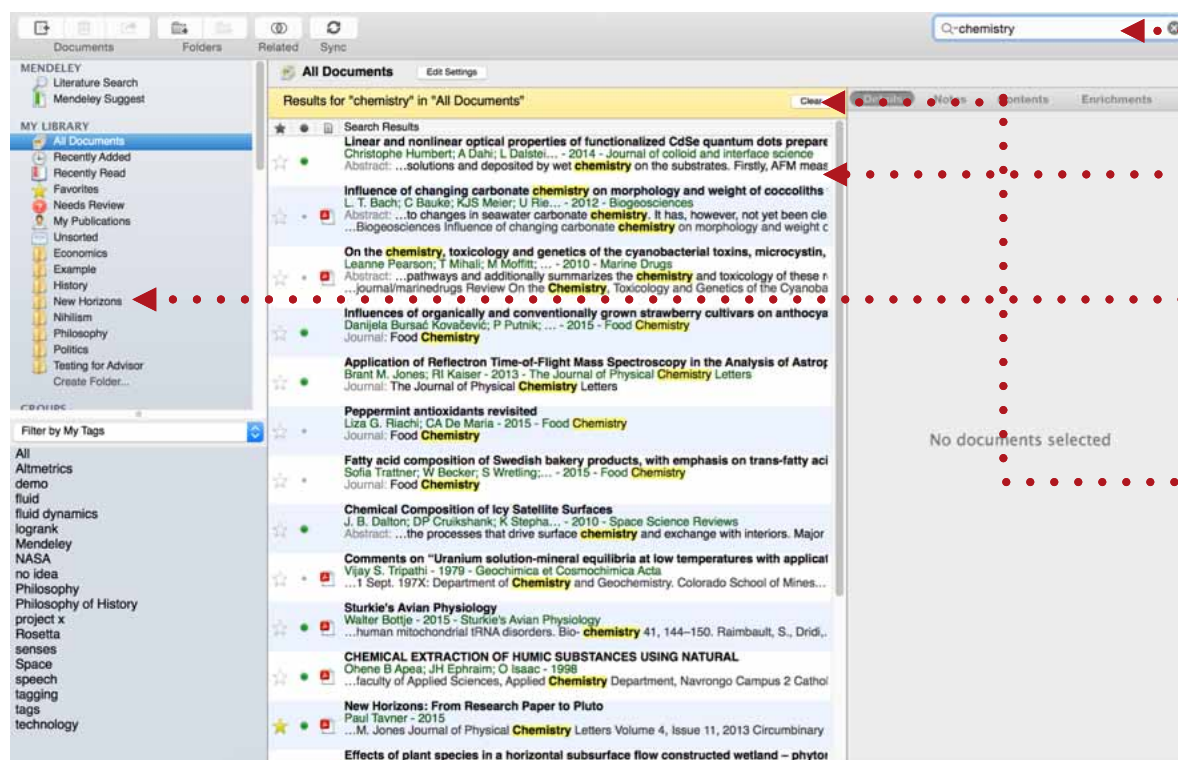 chemistry
Documents Folders Related Sync
MENDELEY
Literature Search
Mendeley Suggest
MY LIBRARY
All Documents
Recently Added
Recently Read
Favorites
Needs Review
My Publications
Unsorted
Economics
Example
History
New Horizons
Nihilism
Philosophy
Politics
Testing for Advisor
Create Folder...
GROUPS
Filter by My Tags
All
Altmetrics
demo
fluid
fluid dynamics
logrank
Mendeley
NASA
no idea
Philosophy
Philosophy of History
project x
Rosetta
senses
Space
speech
tagging
tags
technology
All Documents Edit Settings
Results for "chemistry" in "All Documents" Clear
Search Results
Linear and nonlinear optical properties of functionalized CdSe quantum dots prepare
Christophe Humbert; A Dahi; L Dalstei... - 2014 - Journal of colloid and interface science
Abstract: ...solutions and deposited by wet chemistry on the substrates. Firstly, AFM meas
Influence of changing carbonate chemistry on morphology and weight of coccoliths
L. T. Bach; C Bauke; KJS Meier; U Rie... - 2012 - Biogeosciences
Abstract: ...to changes in seawater carbonate chemistry. It has, however, not yet been cle
...Biogeosciences Influence of changing carbonate chemistry on morphology and weight c
On the chemistry, toxicology and genetics of the cyanobacterial toxins, microcystin,
Leanne Pearson; T Mihali; M Moffitt; ... - 2010 - Marine Drugs
Abstract: ...pathways and additionally summarizes the chemistry and toxicology of these r
...journal/marinedrugs Review On the Chemistry, Toxicology and Genetics of the Cyanoba
Influences of organically and conventionally grown strawberry cultivars on anthocya
Danijela Bursać Kovačević; P Putnik; ... - 2015 - Food Chemistry
Journal: Food Chemistry
Application of Reflectron Time-of-Flight Mass Spectroscopy in the Analysis of Astrop
Brant M. Jones; RI Kaiser - 2013 - The Journal of Physical Chemistry Letters
Journal: The Journal of Physical Chemistry Letters
Peppermint antioxidants revisited
Liza G. Riachi; CA De Maria - 2015 - Food Chemistry
Journal: Food Chemistry
Fatty acid composition of Swedish bakery products, with emphasis on trans-fatty aci
Sofia Trattner; W Becker; S Wretling;... - 2015 - Food Chemistry
Journal: Food Chemistry
Chemical Composition of Icy Satellite Surfaces
J. B. Dalton; DP Cruikshank; K Stepha... - 2010 - Space Science Reviews
Abstract: ...the processes that drive surface chemistry and exchange with interiors. Major
Comments on "Uranium solution-mineral equilibria at low temperatures with applicat
Vijay S. Tripathi - 1979 - Geochimica et Cosmochimica Acta
...1 Sept. 197X: Department of Chemistry and Geochemistry. Colorado School of Mines...
Sturkie's Avian Physiology
Walter Bottje - 2015 - Sturkie's Avian Physiology
...human mitochondrial tRNA disorders. Bio- chemistry 41, 144–150. Raimbault, S., Dridi,.
CHEMICAL EXTRACTION OF HUMIC SUBSTANCES USING NATURAL
Ohene B Apea; JH Ephraim; O Isaac - 1998
...faculty of Applied Sciences, Applied Chemistry Department, Navrongo Campus 2 Cathol
New Horizons: From Research Paper to Pluto
Paul Tavner - 2015
...M. Jones Journal of Physical Chemistry Letters Volume 4, Issue 11, 2013 Circumbinary
Effects of plant species in a horizontal subsurface flow constructed wetland – phytor
Details Notes Contents Enrichments
No documents selected